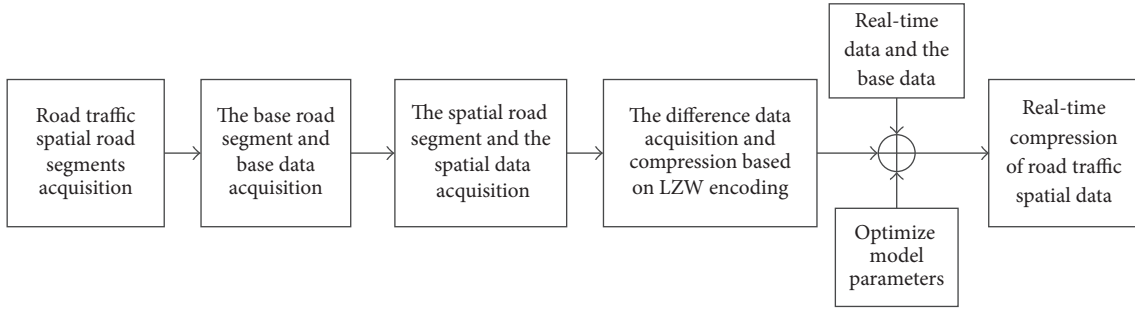 Road traffic
spatial road
segments
acquisition
The base road
segment and
base data
acquisition
The spatial road
segment and the
spatial data
acquisition
The difference data
acquisition and
compression based
on LZW encoding
Real-time
data and the
base data
Optimize
model
parameters
Real-time
compression
of road traffic
spatial data